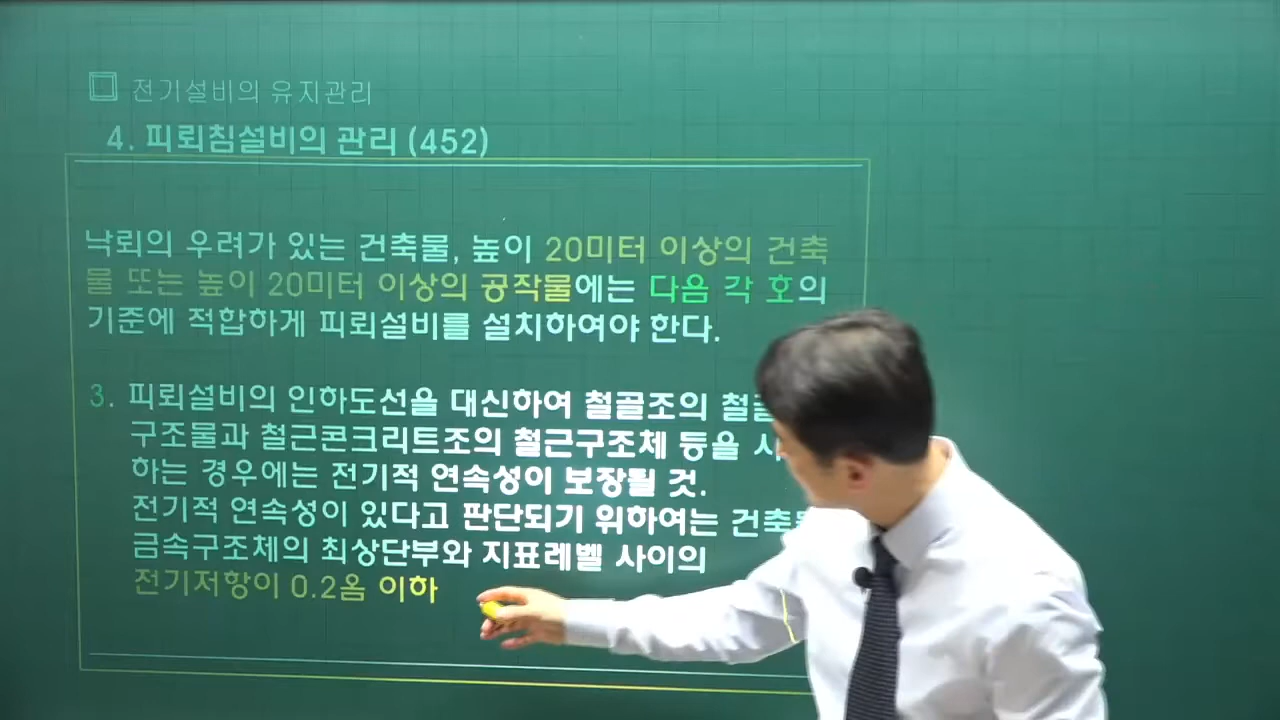 전기설비의 유지관리
4. 피뢰침설비의 관리 (452)
낙뢰의 우려가 있는 건축물, 높이 20미터 이상의 건축
물 또는 높이 20미터 이상의 공작물에는 다음 각 호의
기준에 적합하게 피뢰설비를 설치하여야 한다.
3. 피뢰설비의 인하도선을 대신하여 철골조의
구조물과 철근콘크리트조의 철근구조체 등을
하는 경우에는 전기적 연속성이 보장될 것.
전기적 연속성이 있다고 판단되기 위하여는
금속구조체의 최상단부와 지표레벨 사이의
전기저항이 0.2옴 이하